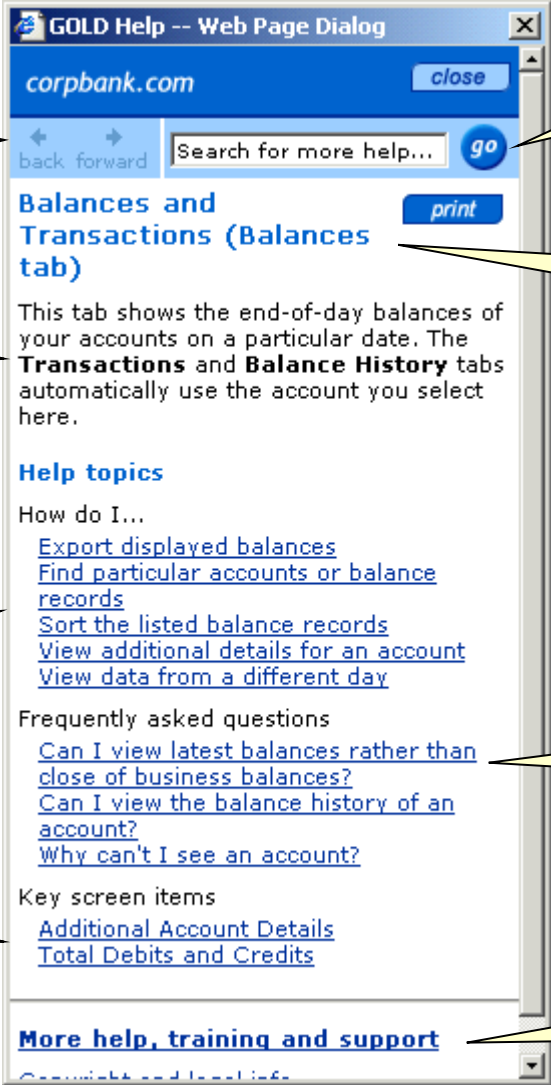 GOLD Help -- Web Page Dialog
corpbank.com
close
back forward
Search for more help...
go
Balances and
Transactions (Balances
tab)
print
This tab shows the end-of-day balances of
your accounts on a particular date. The
Transactions and Balance History tabs
automatically use the account you select
here.
Help topics
How do I...
Export displayed balances
Find particular accounts or balance
records
Sort the listed balance records
View additional details for an account
View data from a different day
Frequently asked questions
Can I view latest balances rather than
close of business balances?
Can I view the balance history of an
account?
Why can't I see an account?
Key screen items
Additional Account Details
Total Debits and Credits
More help, training and support
Copyright and legal info